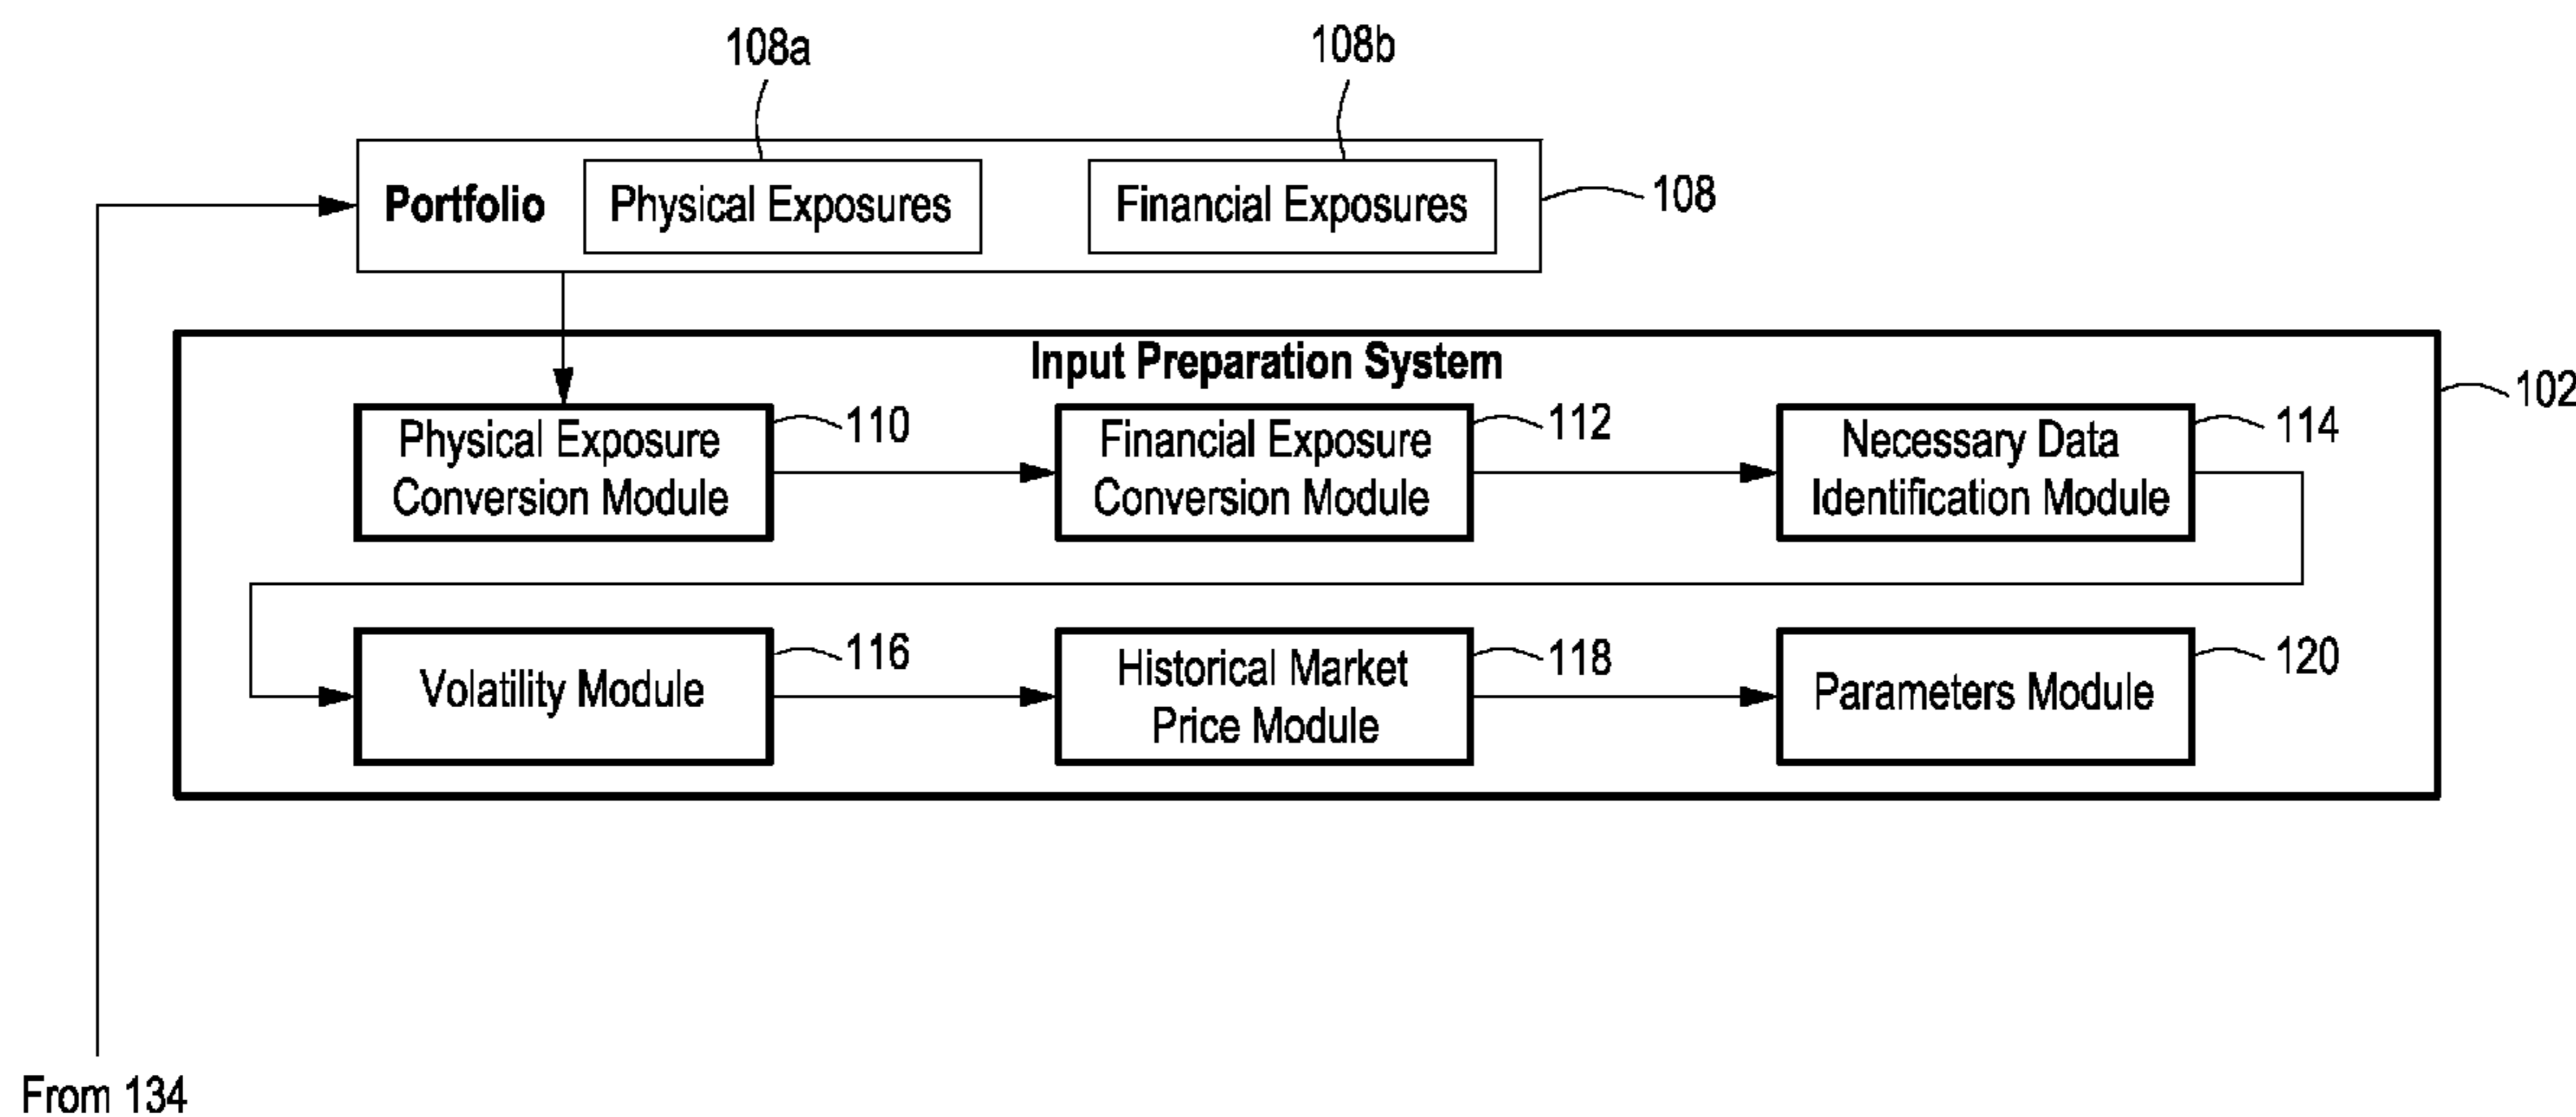 108a
108b
Portfolio
Physical Exposures
Financial Exposures
108
Input Preparation System
102
Physical Exposure
Conversion Module
110
Financial Exposure
Conversion Module
112
Necessary Data
Identification Module
114
Volatility Module
116
Historical Market
Price Module
118
Parameters Module
120
From 134